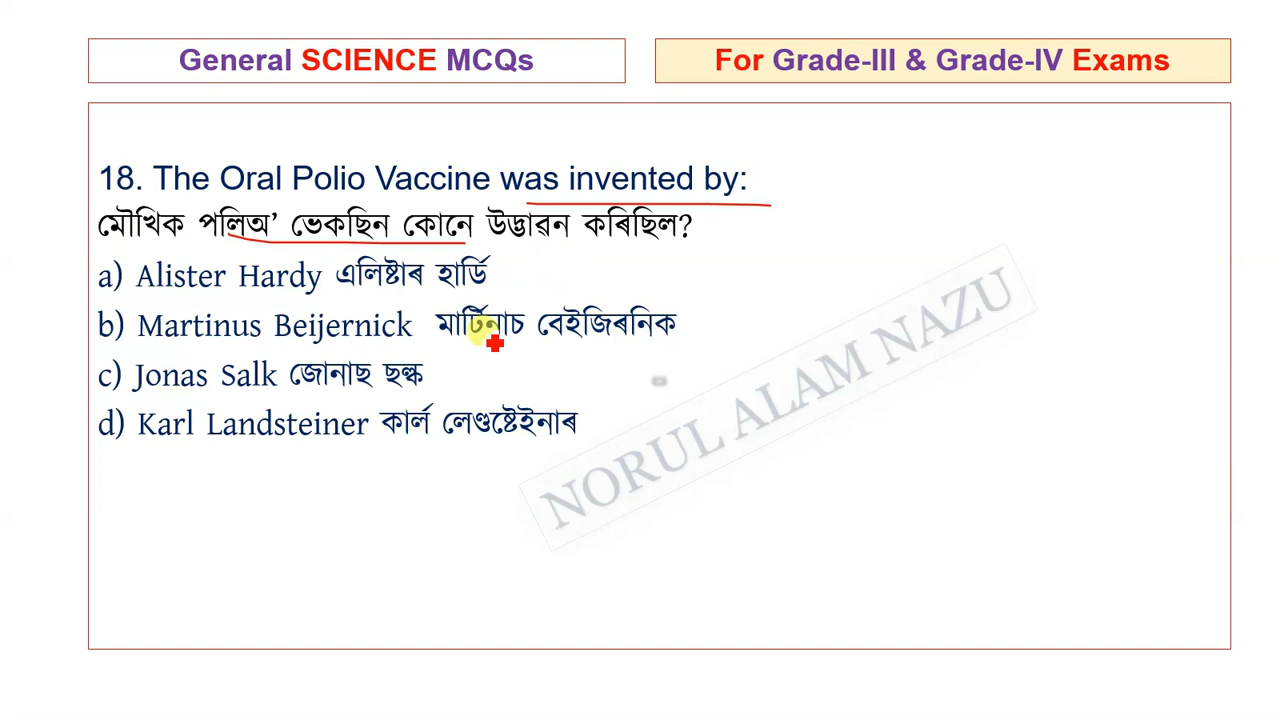 General SCIENCE MCQs
For Grade-III & Grade-IV Exams
18. The Oral Polio Vaccine was invented by:
মৌখিক পলিঅ’ ভেকছিন কোনে উদ্ভাৱন কৰিছিল?
a) Alister Hardy এলিষ্টাৰ হাৰ্ডি
b) Martinus Beijernick মাৰ্টিনাচ বেইজিৰনিক
c) Jonas Salk জোনাছ ছল্ক
d) Karl Landsteiner কাৰ্ল লেণ্ডষ্টেইনাৰ
NORUL ALAM NAZU